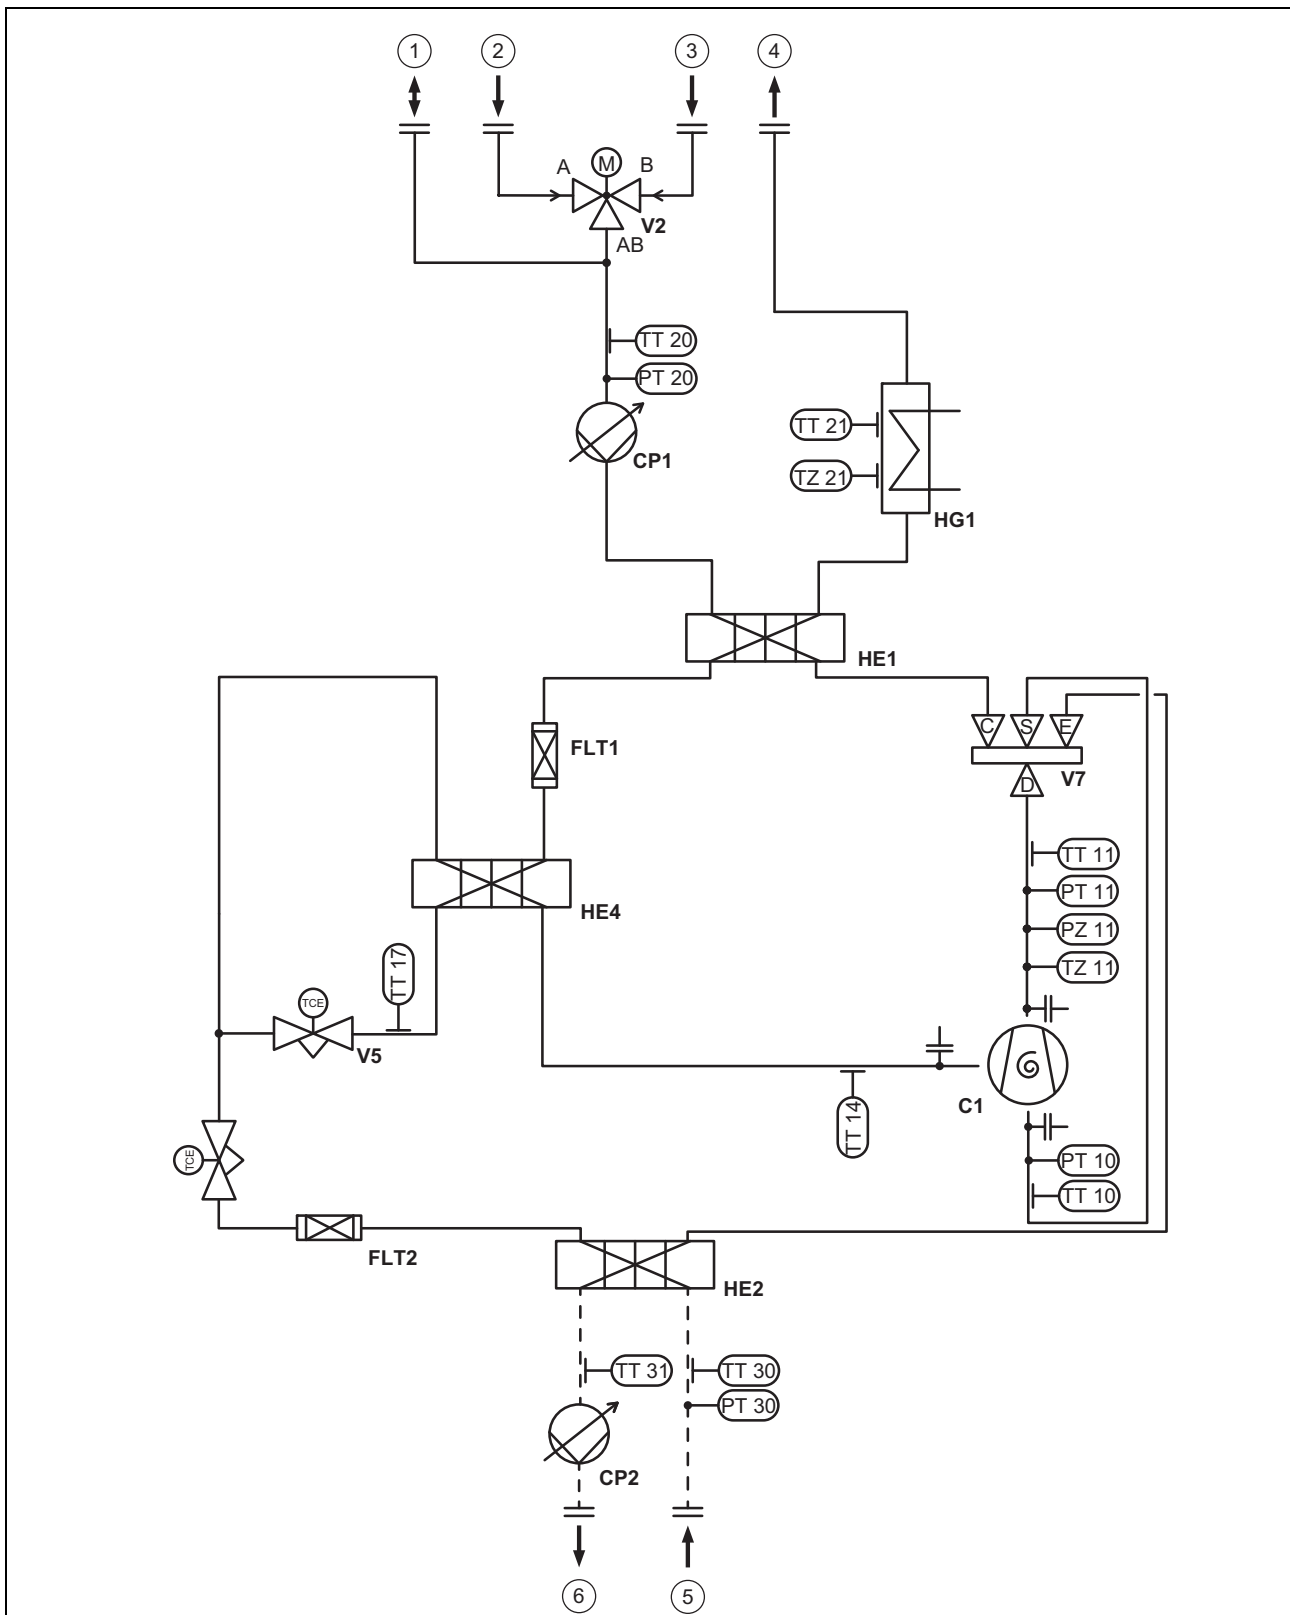 1
2
3
4
A
M
B
V2
AB
TT 20
PT 20
CP1
TT 21
TZ 21
HG1
HE1
C
S
E
V7
D
FLT1
TT 11
PT 11
PZ 11
TZ 11
HE4
TT 17
TCE
V5
C1
TT 14
TCE
PT 10
TT 10
FLT2
HE2
TT 31
TT 30
PT 30
CP2
6
5